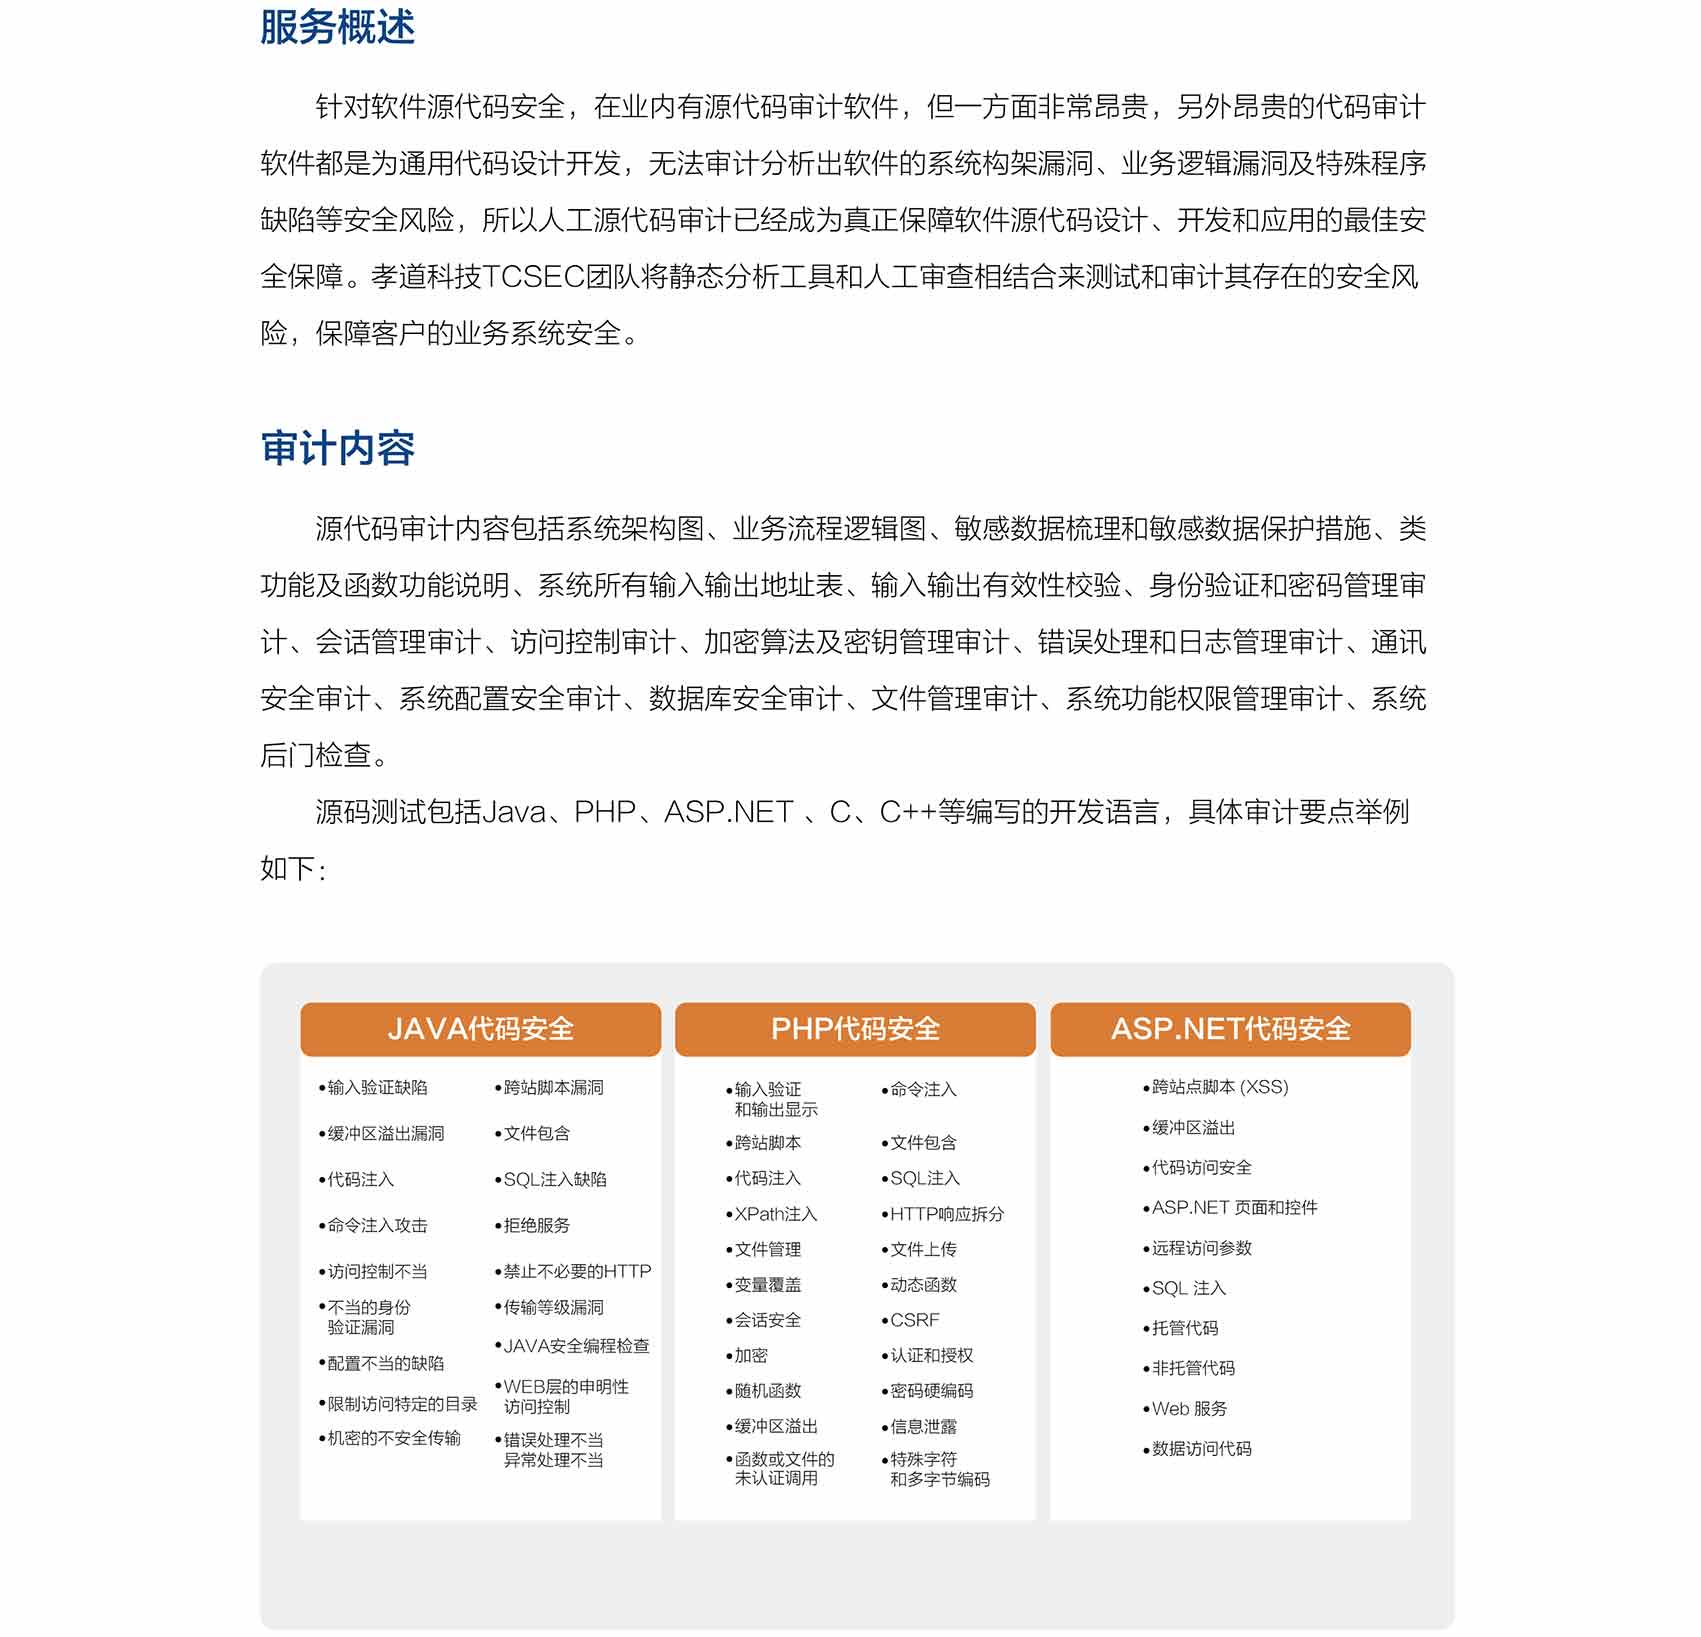 服务概述
针对软件源代码安全，在业内有源代码审计软件，但一方面非常昂贵，另外昂贵的代码审计
软件都是为通用代码设计开发，无法审计分析出软件的系统构架漏洞、业务逻辑漏洞及特殊程序
缺陷等安全风险，所以人工源代码审计已经成为真正保障软件源代码设计、开发和应用的最佳安
全保障。孝道科技TCSEC团队将静态分析工具和人工审查相结合来测试和审计其存在的安全风
险，保障客户的业务系统安全。
审计内容
源代码审计内容包括系统架构图、业务流程逻辑图、敏感数据梳理和敏感数据保护措施、类
功能及函数功能说明、系统所有输入输出地址表、输入输出有效性校验、身份验证和密码管理审
计、会话管理审计、访问控制审计、加密算法及密钥管理审计、错误处理和日志管理审计、通讯
安全审计、系统配置安全审计、数据库安全审计、文件管理审计、系统功能权限管理审计、系统
后门检查。
源码测试包括Java、PHP、ASP.NET 、C、C++等编写的开发语言，具体审计要点举例
如下：
JAVA代码安全
•输入验证缺陷
•缓冲区溢出漏洞
•代码注入
•命令注入攻击
•访问控制不当
•不当的身份
验证漏洞
•配置不当的缺陷
•限制访问特定的目录
•机密的不安全传输
•跨站脚本漏洞
•文件包含
•SQL注入缺陷
•拒绝服务
•禁止不必要的HTTP
•传输等级漏洞
•JAVA安全编程检查
•WEB层的申明性
访问控制
•错误处理不当
异常处理不当
PHP代码安全
•输入验证
和输出显示
•跨站脚本
•代码注入
•XPath注入
•文件管理
•变量覆盖
•会话安全
•加密
•随机函数
•缓冲区溢出
•函数或文件的
未认证调用
•命令注入
•文件包含
•SQL注入
•HTTP响应拆分
•文件上传
•动态函数
•CSRF
•认证和授权
•密码硬编码
•信息泄露
•特殊字符
和多字节编码
ASP.NET代码安全
•跨站点脚本 (XSS)
•缓冲区溢出
•代码访问安全
•ASP.NET 页面和控件
•远程访问参数
•SQL 注入
•托管代码
•非托管代码
•Web 服务
•数据访问代码